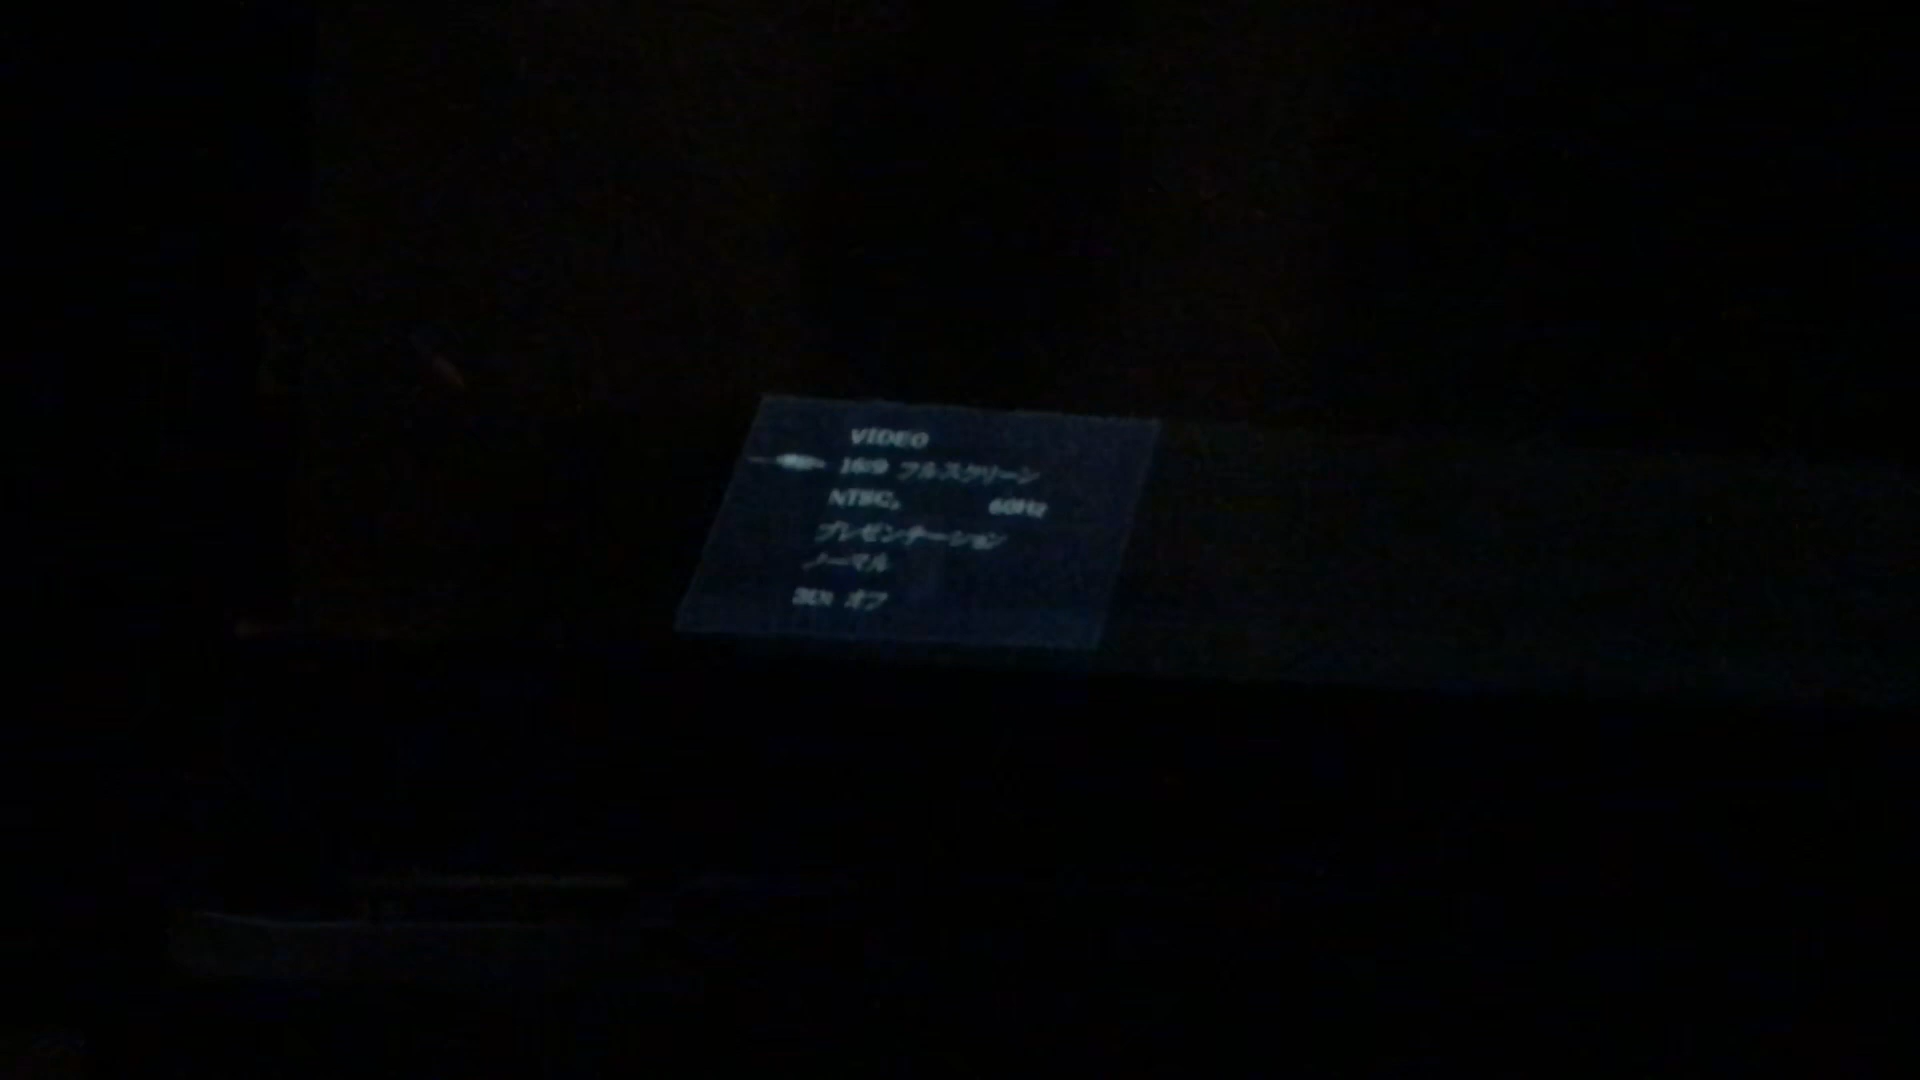 VIDEO
16:9 フルスクリーン
NTSC, 60Hz
プレゼンテーション
ノーマル
3D: オフ